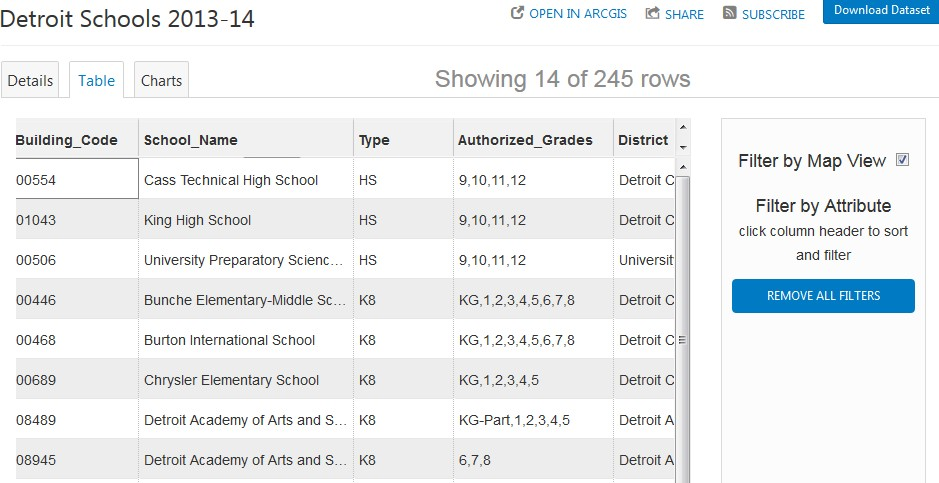 Detroit Schools 2013-14
OPEN IN ARCGIS SHARE SUBSCRIBE Download Dataset
Details Table Charts Showing 14 of 245 rows
Building_Code School_Name Type Authorized_Grades District
00554 Cass Technical High School HS 9,10,11,12 Detroit C
01043 King High School HS 9,10,11,12 Detroit C
00506 University Preparatory Scienc... HS 9,10,11,12 Universit
00446 Bunche Elementary-Middle Sc... K8 KG,1,2,3,4,5,6,7,8 Detroit C
00468 Burton International School K8 KG,1,2,3,4,5,6,7,8 Detroit C
00689 Chrysler Elementary School K8 KG,1,2,3,4,5 Detroit C
08489 Detroit Academy of Arts and S... K8 KG-Part,1,2,3,4,5 Detroit A
08945 Detroit Academy of Arts and S... K8 6,7,8 Detroit A
Filter by Map View
Filter by Attribute
click column header to sort
and filter
REMOVE ALL FILTERS